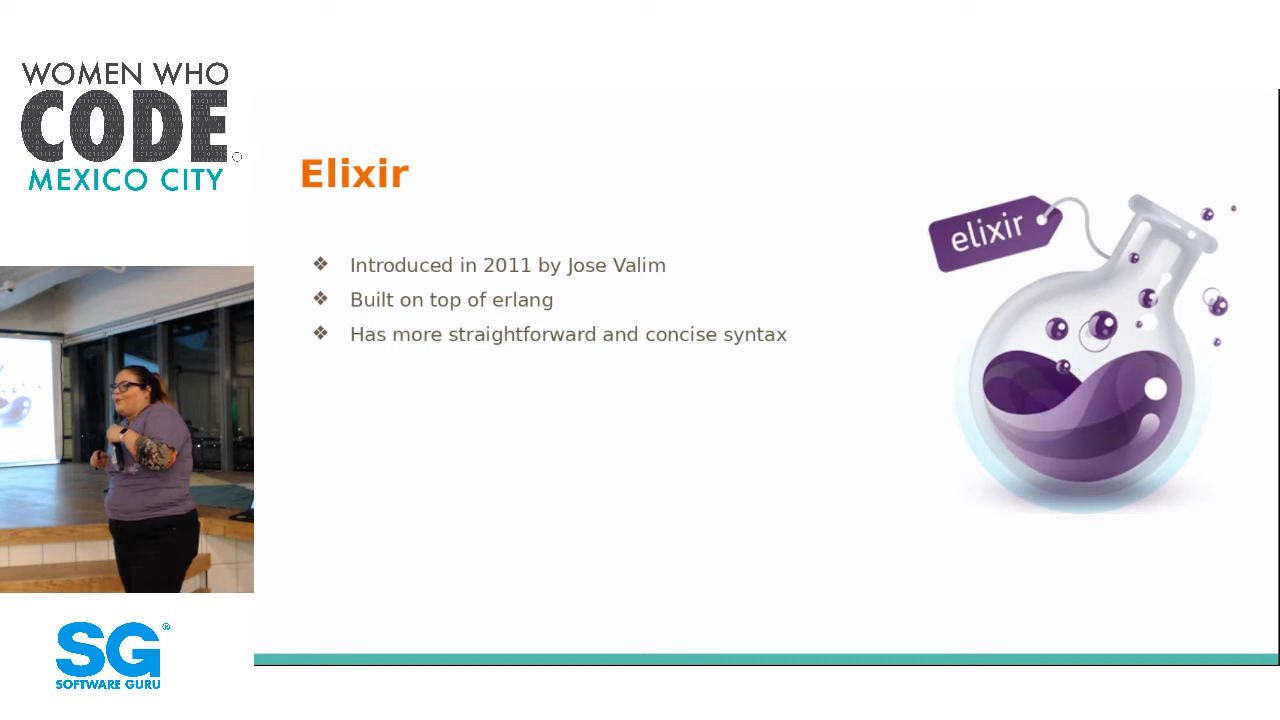 WOMEN WHO
CODE
MEXICO CITY
Elixir
❖ Introduced in 2011 by Jose Valim
❖ Built on top of erlang
❖ Has more straightforward and concise syntax
elixir
SG®
SOFTWARE GURU